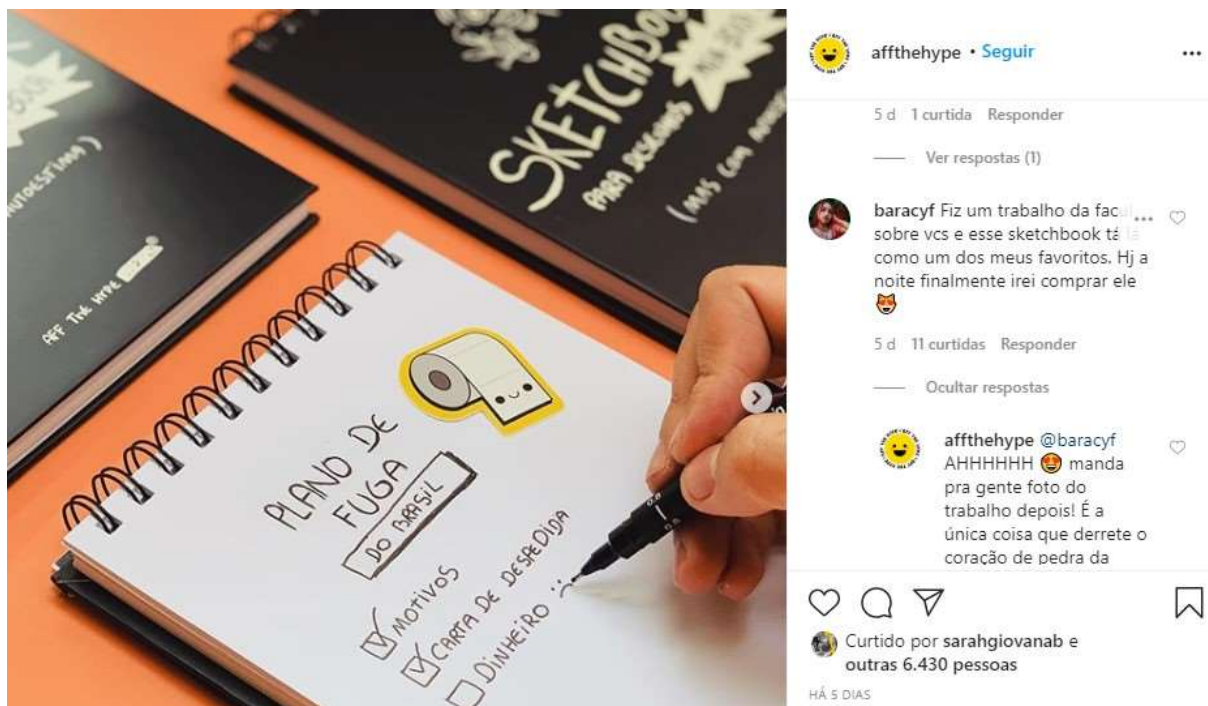 BOOK
AUTOESTIMA)
AFF THE HYPE
SKETCHBOOK
PARA DESENHOS
(MAS COM
PLANO DE
FUGA
DO BRASIL
MOTIVOS
CARTA DE DESPEDIDA
DINHEIRO :(
affthehype • Seguir
5 d 1 curtida Responder
Ver respostas (1)
baracyf Fiz um trabalho da facul
sobre vcs e esse sketchbook tá lá
como um dos meus favoritos. Hj a
noite finalmente irei comprar ele
😻
5 d 11 curtidas Responder
Ocultar respostas
affthehype @baracyf
AHHHHHH 😍 manda
pra gente foto do
trabalho depois! É a
única coisa que derrete o
coração de pedra da
Curtido por sarahgiovanab e
outras 6.430 pessoas
HÁ 5 DIAS